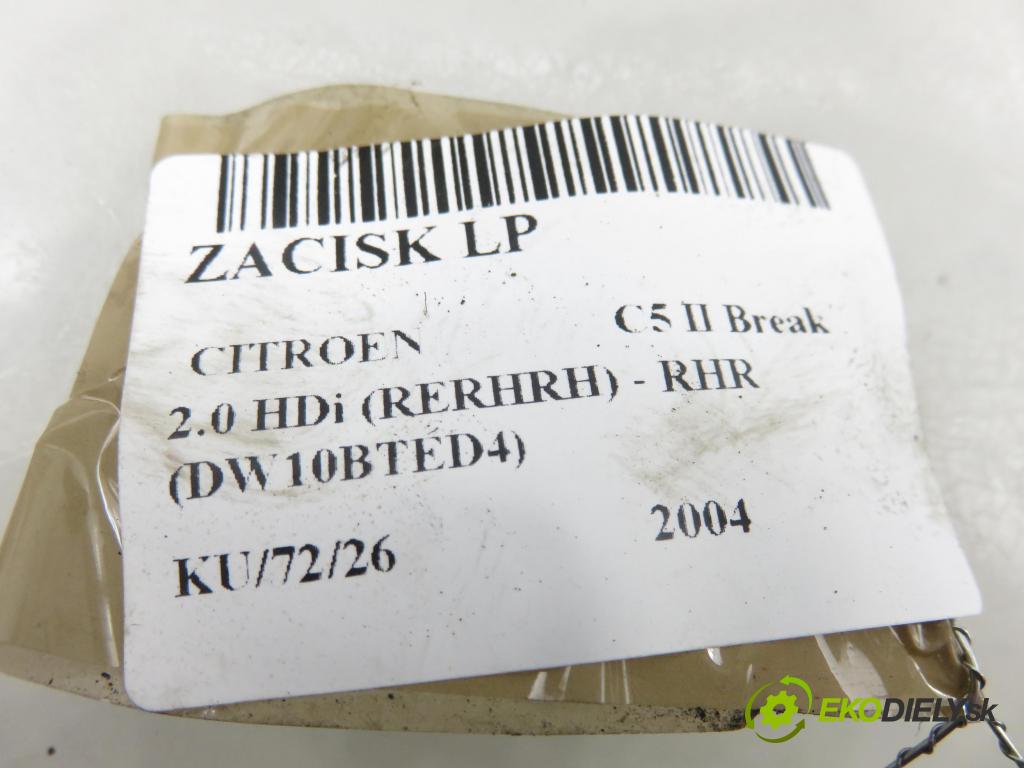 ZACISK LP
CITROEN C5 II Break
2.0 HDi (RERHRH) - RHR
(DW10BTED4)
KU/72/26 2004
EKODIELY.sk